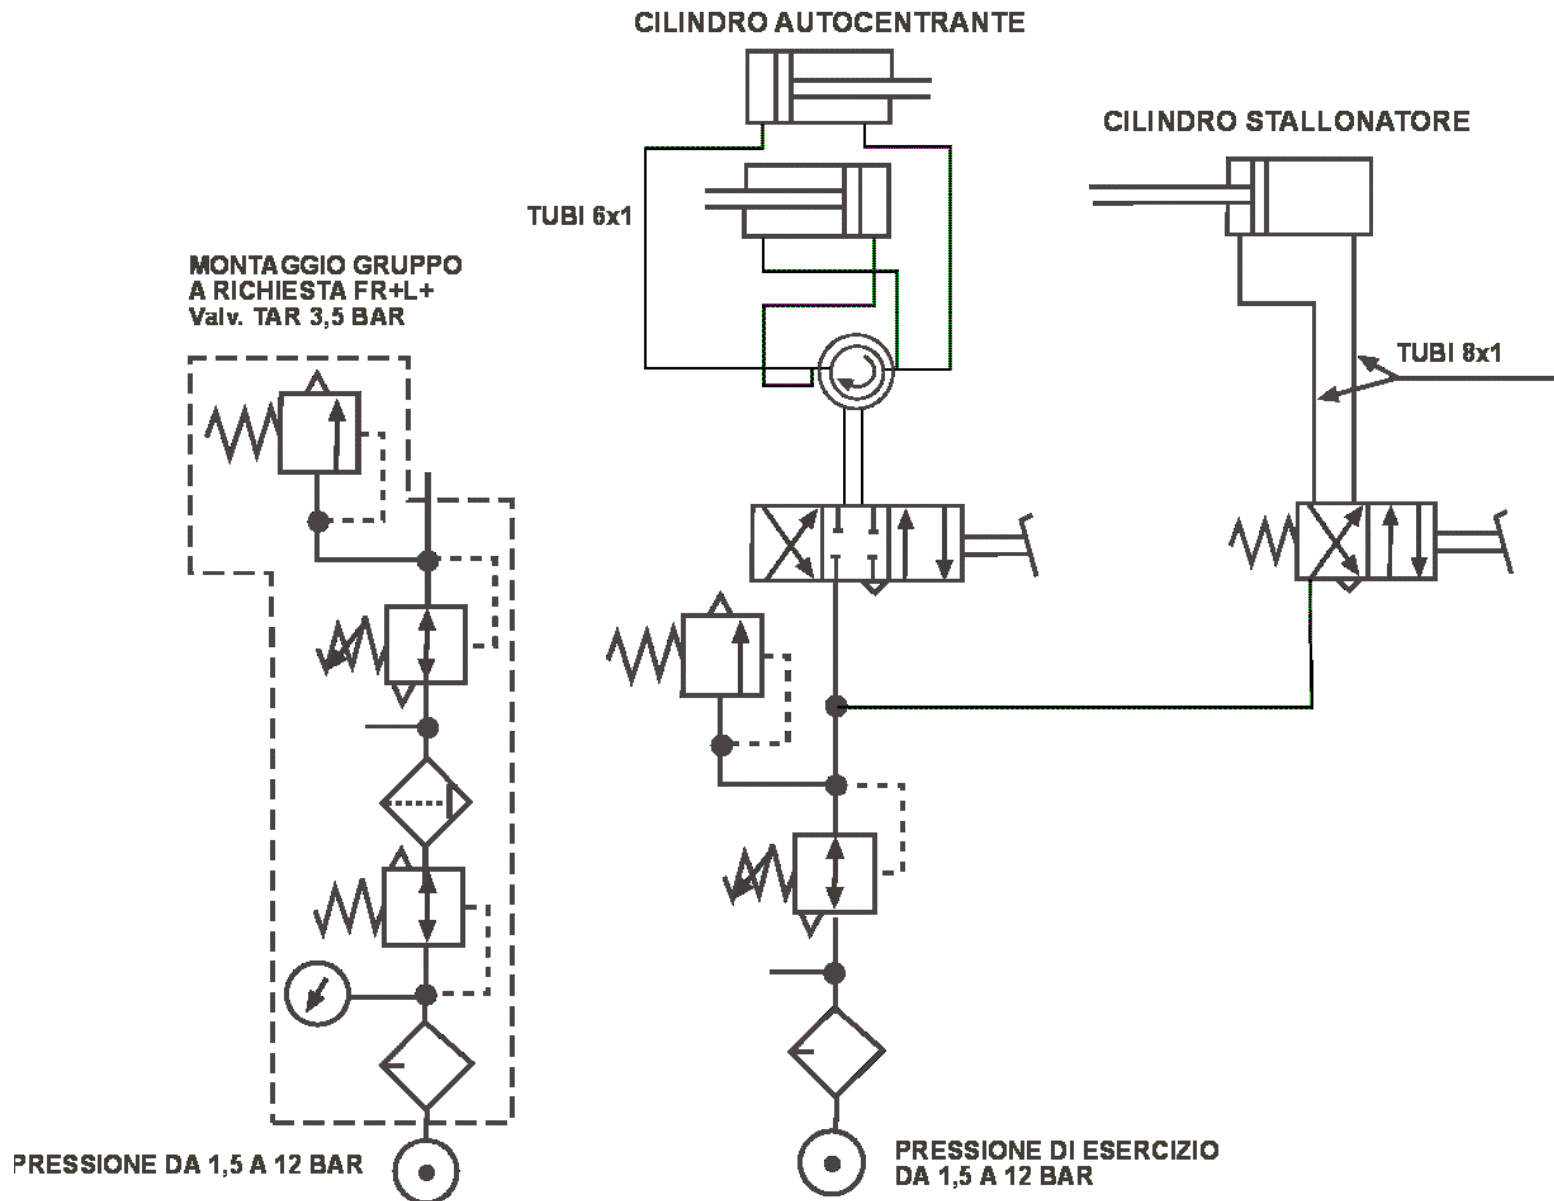 CILINDRO AUTOCENTRANTE
CILINDRO STALLONATORE
TUBI 6x1
MONTAGGIO GRUPPO
A RICHIESTA FR+L+
Valv. TAR 3,5 BAR
TUBI 8x1
PRESSIONE DA 1,5 A 12 BAR
PRESSIONE DI ESERCIZIO
DA 1,5 A 12 BAR